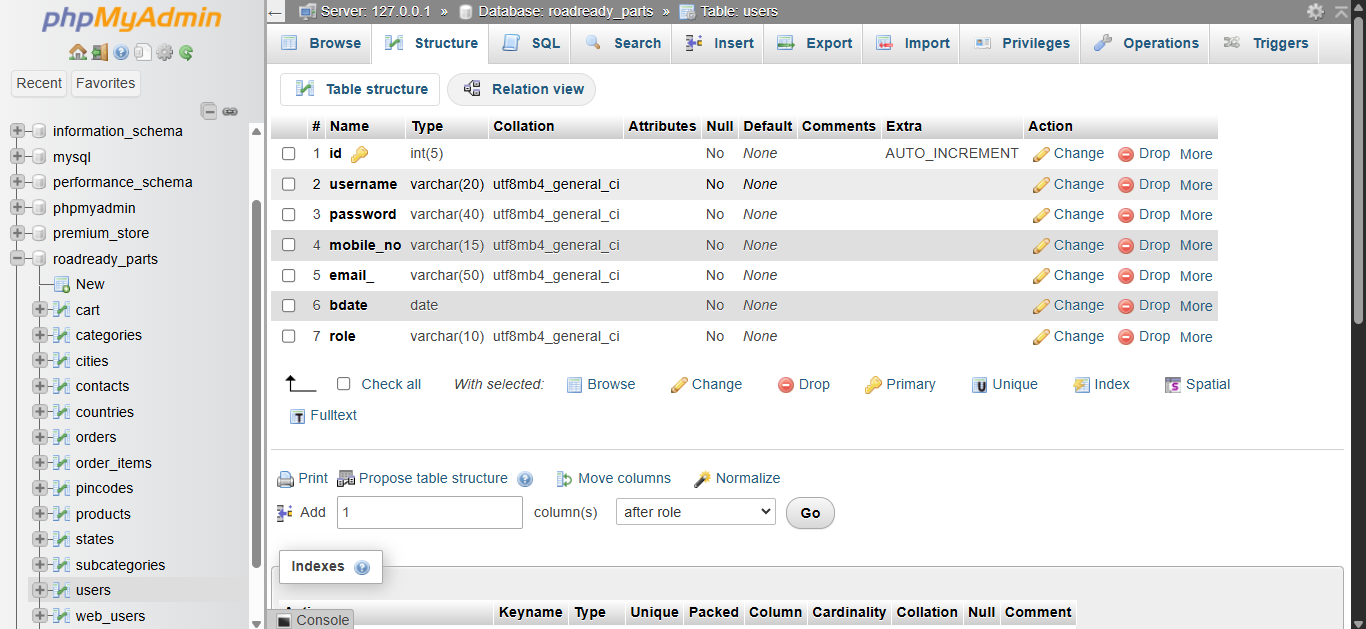 phpMyAdmin
Recent Favorites
information_schema
mysql
performance_schema
phpmyadmin
premium_store
roadready_parts
New
cart
categories
cities
contacts
countries
orders
order_items
pincodes
products
states
subcategories
users
web_users
Server: 127.0.0.1 » Database: roadready_parts » Table: users
Browse Structure SQL Search Insert Export Import Privileges Operations Triggers
Table structure Relation view
# Name Type Collation Attributes Null Default Comments Extra Action
1 id int(5) No None AUTO_INCREMENT Change Drop More
2 username varchar(20) utf8mb4_general_ci No None Change Drop More
3 password varchar(40) utf8mb4_general_ci No None Change Drop More
4 mobile_no varchar(15) utf8mb4_general_ci No None Change Drop More
5 email_ varchar(50) utf8mb4_general_ci No None Change Drop More
6 bdate date No None Change Drop More
7 role varchar(10) utf8mb4_general_ci No None Change Drop More
Check all With selected: Browse Change Drop Primary Unique Index Spatial
Fulltext
Print Propose table structure Move columns Normalize
Add 1 column(s) after role Go
Indexes
Keyname Type Unique Packed Column Cardinality Collation Null Comment
Console